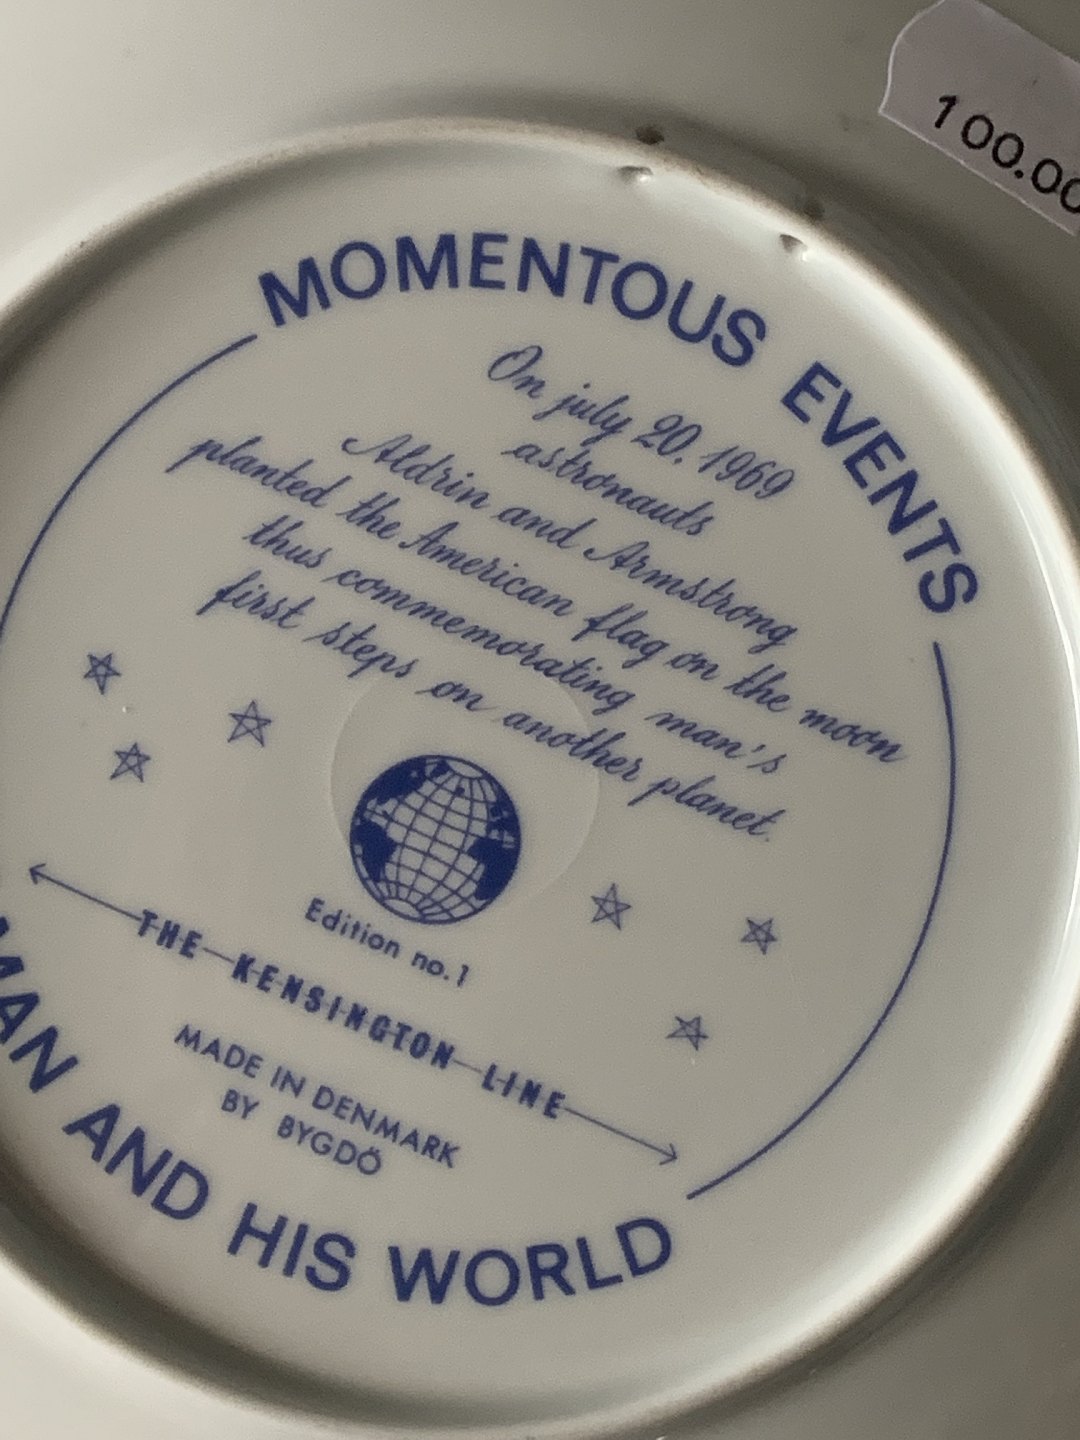 100.00
MOMENTOUS EVENTS
On july 20, 1969
astronauts
Aldrin and Armstrong
planted the American flag on the moon
thus commemorating man's
first steps on another planet.
Edition no. 1
THE KENSINGTON LINE
MADE IN DENMARK
BY BYGDÖ
MAN AND HIS WORLD